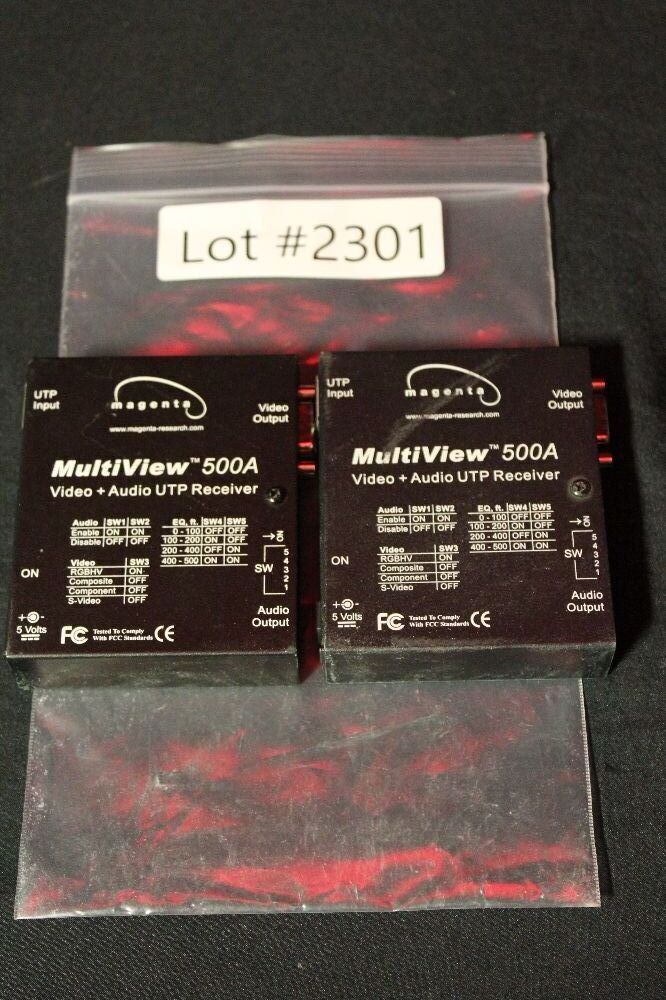 Lot #2301
UTP Input
magenta
www.magenta-research.com
Video Output
MultiView™ 500A
Video + Audio UTP Receiver
Audio SW1 SW2
Enable ON ON
Disable OFF OFF
EQ, ft. SW4 SW5
0 - 100 OFF OFF
100 - 200 ON OFF
200 - 400 OFF ON
400 - 500 ON ON
Video SW3
RGBHV ON
Composite OFF
Component OFF
S-Video OFF
→ON
5
4
3
2
1
SW
ON
5 Volts
FC Tested To Comply
With FCC Standards CE
Audio Output
UTP Input
magenta
www.magenta-research.com
Video Output
MultiView™ 500A
Video + Audio UTP Receiver
Audio SW1 SW2
Enable ON ON
Disable OFF OFF
EQ, ft. SW4 SW5
0 - 100 OFF OFF
100 - 200 ON OFF
200 - 400 OFF ON
400 - 500 ON ON
Video SW3
RGBHV ON
Composite OFF
Component OFF
S-Video OFF
→ON
5
4
3
2
1
SW
ON
5 Volts
FC Tested To Comply
With FCC Standards CE
Audio Output